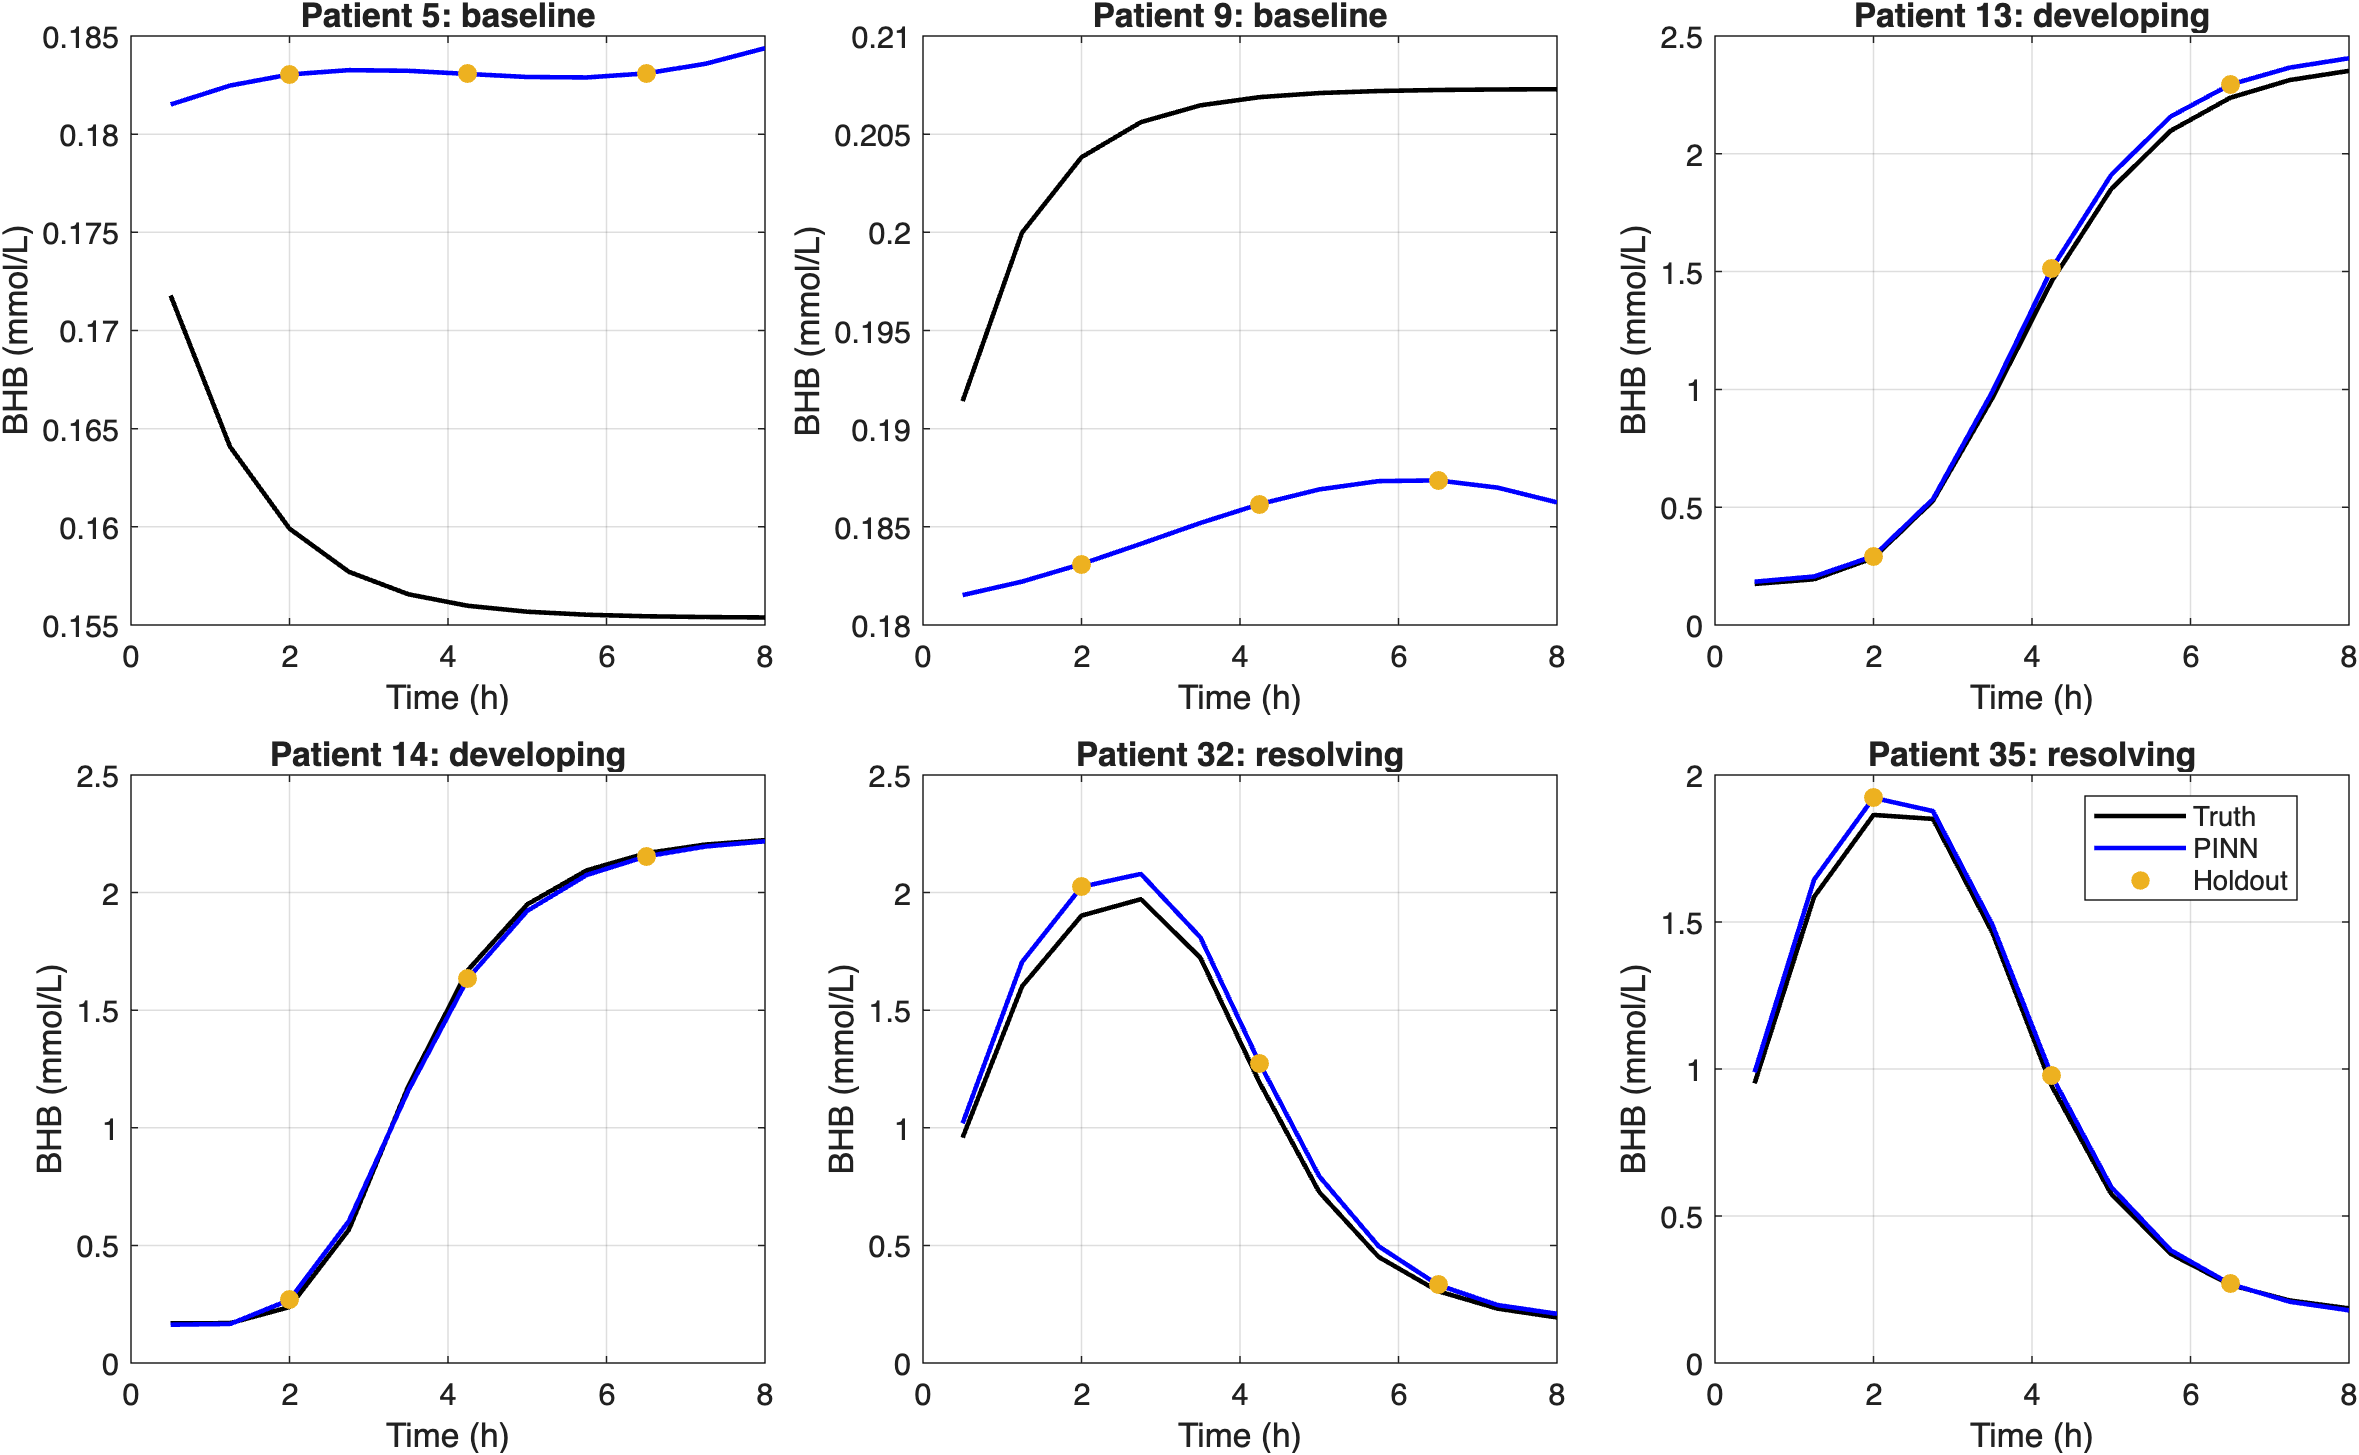 Patient 5: baseline
0.185
0.18
0.175
0.17
0.165
0.16
0.155
BHB (mmol/L)
0 2 4 6 8
Time (h)
Patient 9: baseline
0.21
0.205
0.2
0.195
0.19
0.185
0.18
BHB (mmol/L)
0 2 4 6 8
Time (h)
Patient 13: developing
2.5
2
1.5
1
0.5
0
BHB (mmol/L)
0 2 4 6 8
Time (h)
Patient 14: developing
2.5
2
1.5
1
0.5
0
BHB (mmol/L)
0 2 4 6 8
Time (h)
Patient 32: resolving
2.5
2
1.5
1
0.5
0
BHB (mmol/L)
0 2 4 6 8
Time (h)
Patient 35: resolving
2
1.5
1
0.5
0
BHB (mmol/L)
Truth
PINN
Holdout
0 2 4 6 8
Time (h)